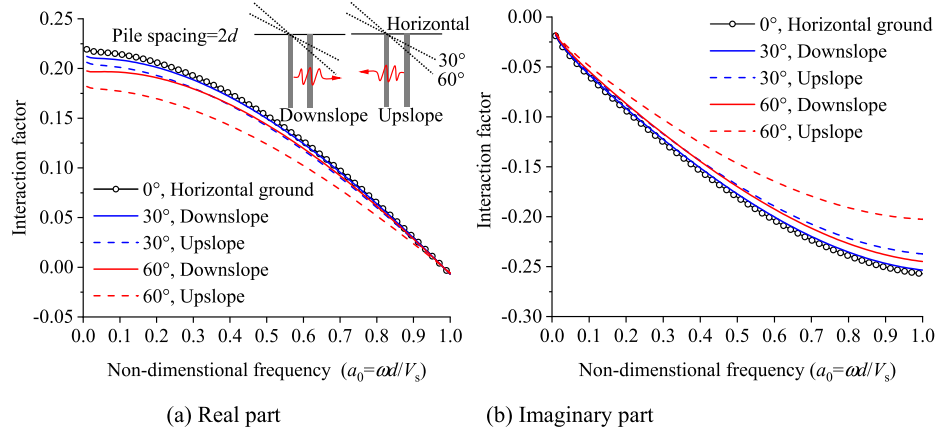 Pile spacing=2d
Horizontal
30°
60°
Downslope
Upslope
0.25
0.20
0.15
0.10
0.05
0.00
-0.05
Interaction factor
0°, Horizontal ground
30°, Downslope
30°, Upslope
60°, Downslope
60°, Upslope
0.0 0.1 0.2 0.3 0.4 0.5 0.6 0.7 0.8 0.9 1.0
Non-dimenstional frequency (a₀=ωd/Vₛ)
(a) Real part
-0.00
-0.05
-0.10
-0.15
-0.20
-0.25
-0.30
Interaction factor
0°, Horizontal ground
30°, Downslope
30°, Upslope
60°, Downslope
60°, Upslope
0.0 0.1 0.2 0.3 0.4 0.5 0.6 0.7 0.8 0.9 1.0
Non-dimenstional frequency (a₀=ωd/Vₛ)
(b) Imaginary part